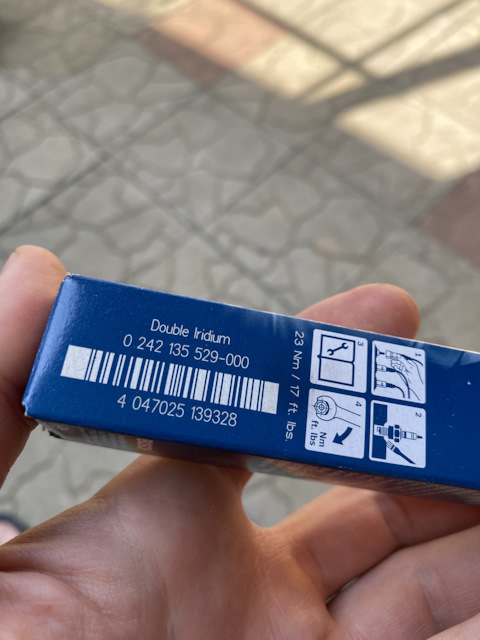 Double Iridium
0 242 135 529-000
4 047025 139328
23 Nm / 17 ft. lbs.
1
2
3
4
Nm
ft. lbs